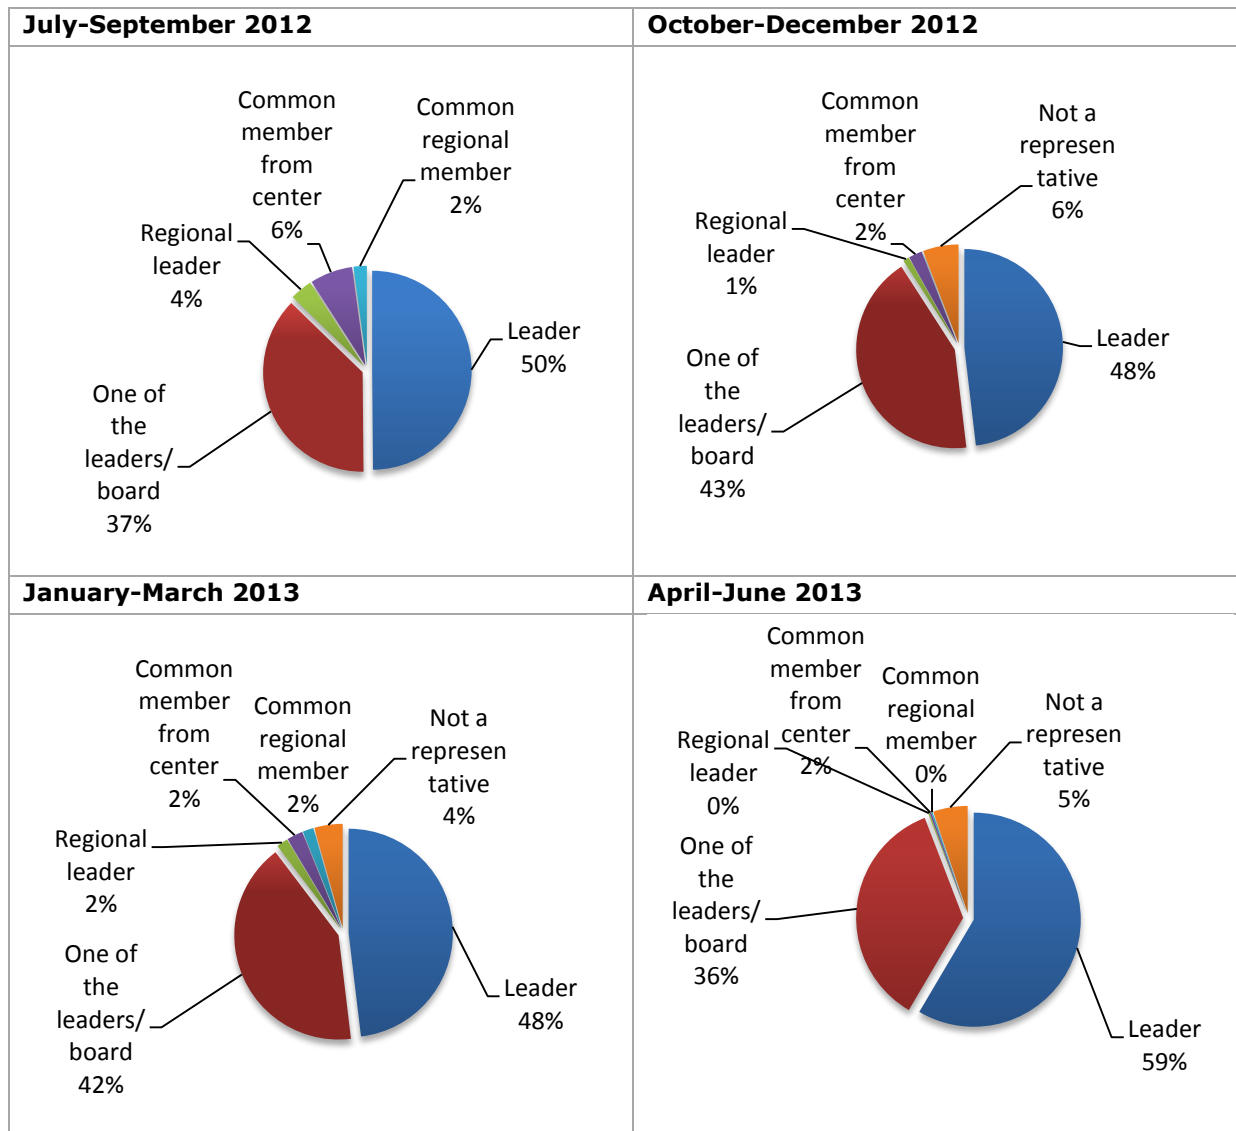 July-September 2012
October-December 2012
Common
member
from
center
6%
Common
regional
member
2%
Regional
leader
4%
Leader
50%
One of
the
leaders/
board
37%
Common
member
from
center
2%
Not a
represen
tative
6%
Regional
leader
1%
Leader
48%
One of
the
leaders/
board
43%
January-March 2013
April-June 2013
Common
member
from
center
2%
Common
regional
member
2%
Not a
represen
tative
4%
Regional
leader
2%
One of
the
leaders/
board
42%
Leader
48%
Common
member
from
center
2%
Common
regional
member
0%
Not a
represen
tative
5%
Regional
leader
0%
One of
the
leaders/
board
36%
Leader
59%